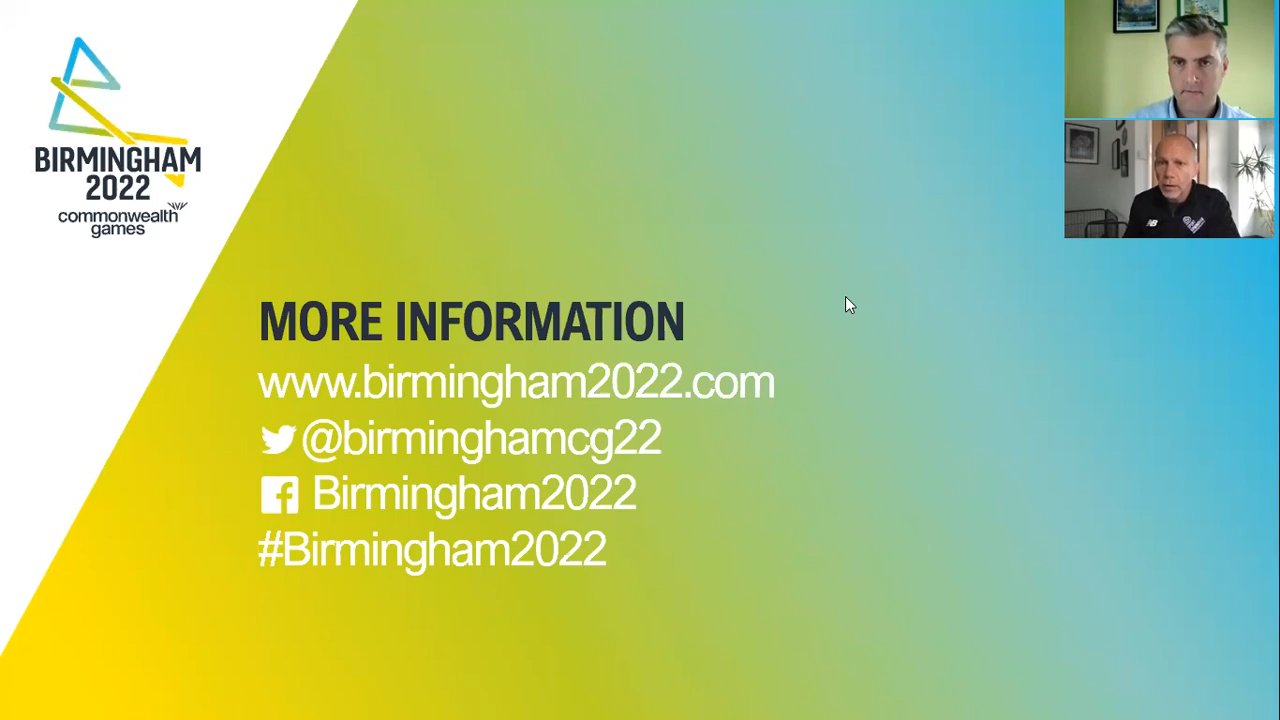 BIRMINGHAM
2022
commonwealth
games
MORE INFORMATION
www.birmingham2022.com
@birminghamcg22
Birmingham2022
#Birmingham2022